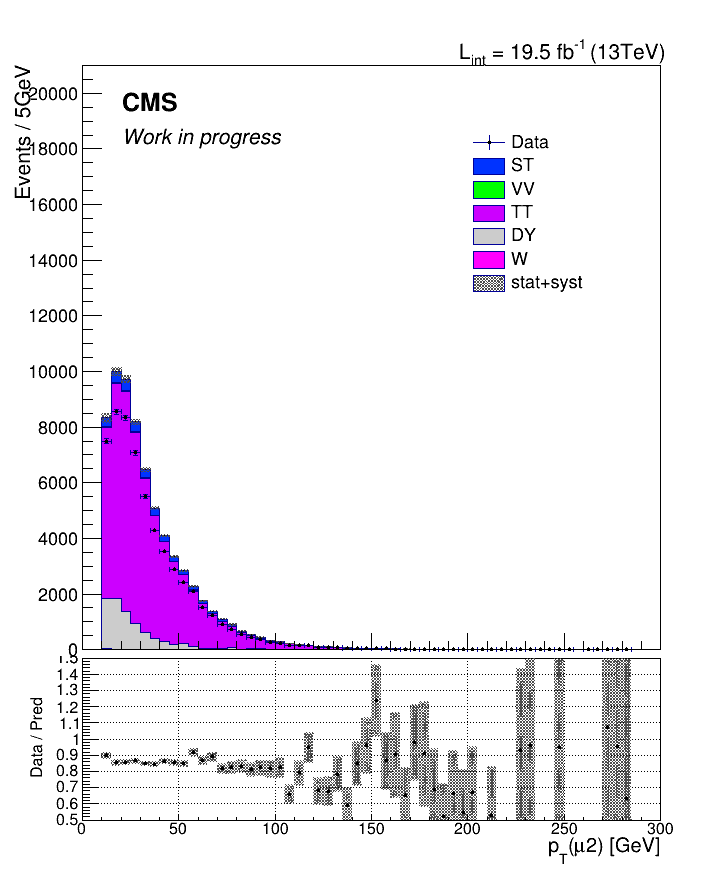 L_int = 19.5 fb^-1 (13TeV)
Events / 5GeV
CMS
Work in progress
20000
18000
16000
14000
12000
10000
8000
6000
4000
2000
0
Data
ST
VV
TT
DY
W
stat+syst
Data / Pred
1.5
1.4
1.3
1.2
1.1
1
0.9
0.8
0.7
0.6
0.5
0 50 100 150 200 250 300
p_T(μ2) [GeV]